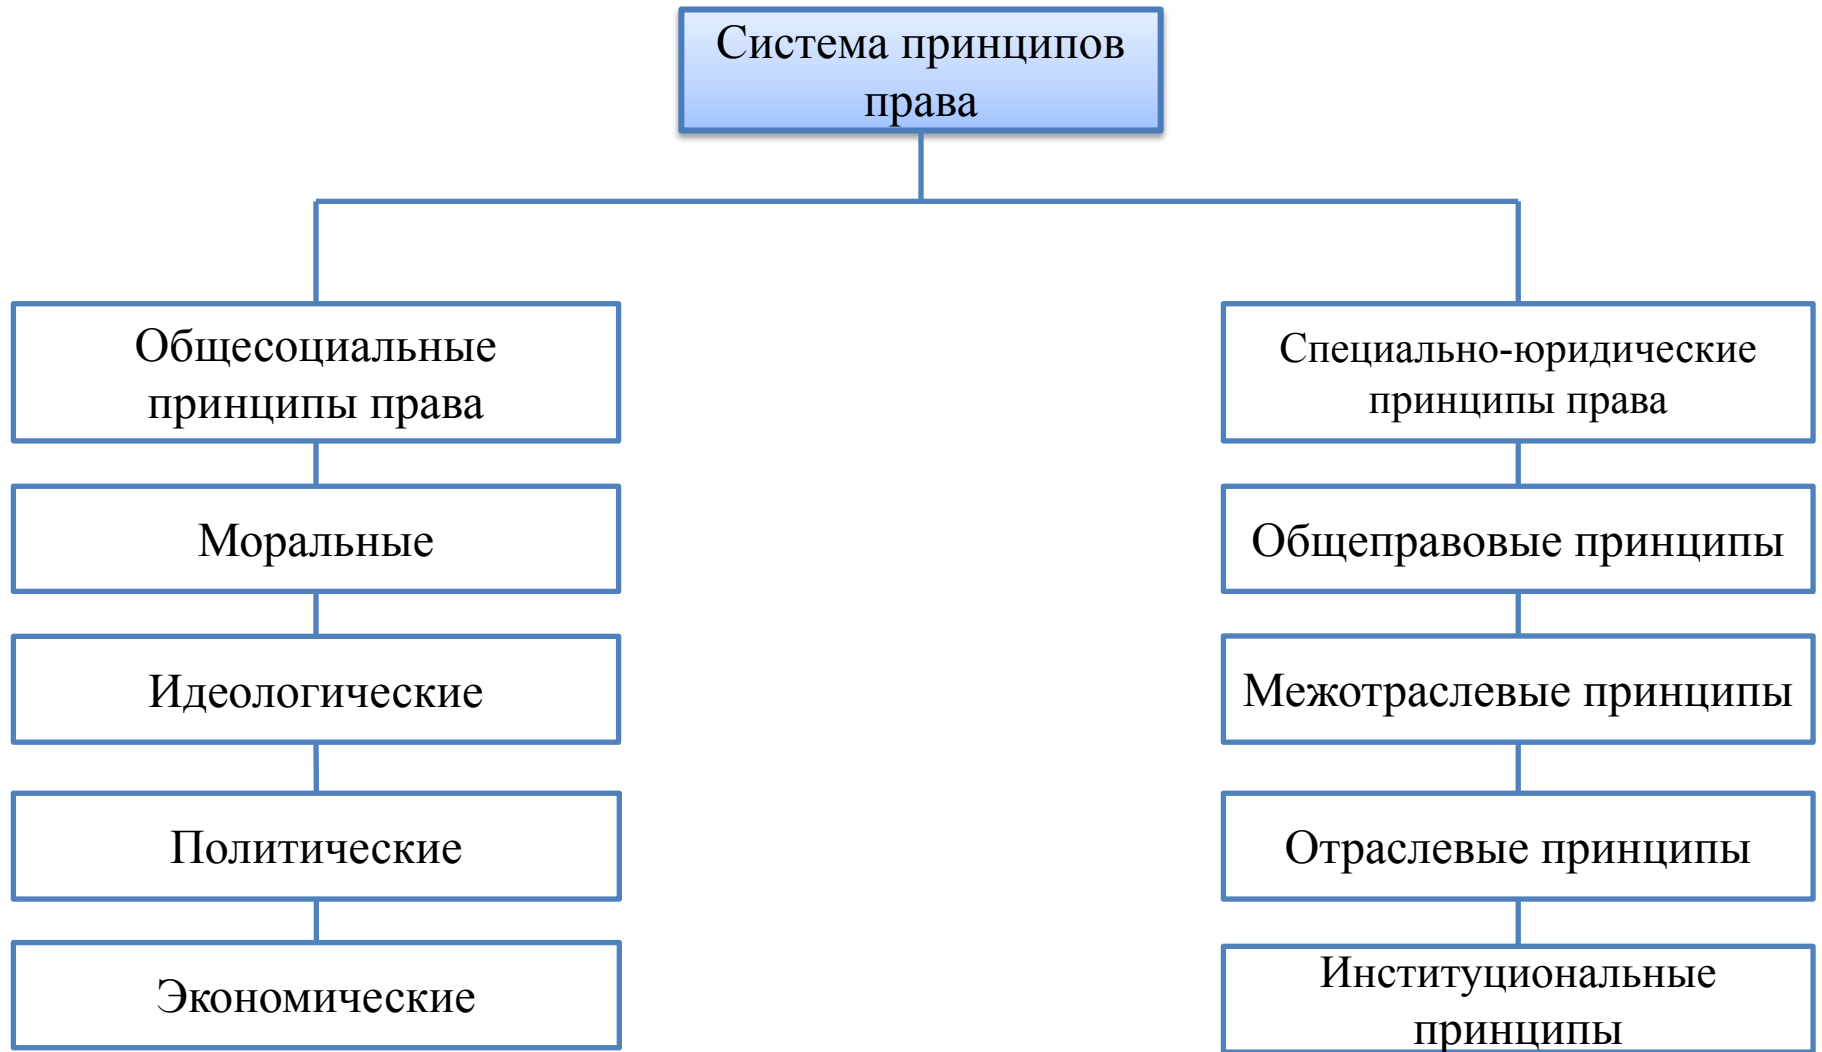 Система принципов
права
Общесоциальные
принципы права
Моральные
Идеологические
Политические
Экономические
Специально-юридические
принципы права
Общеправовые принципы
Межотраслевые принципы
Отраслевые принципы
Институциональные
принципы